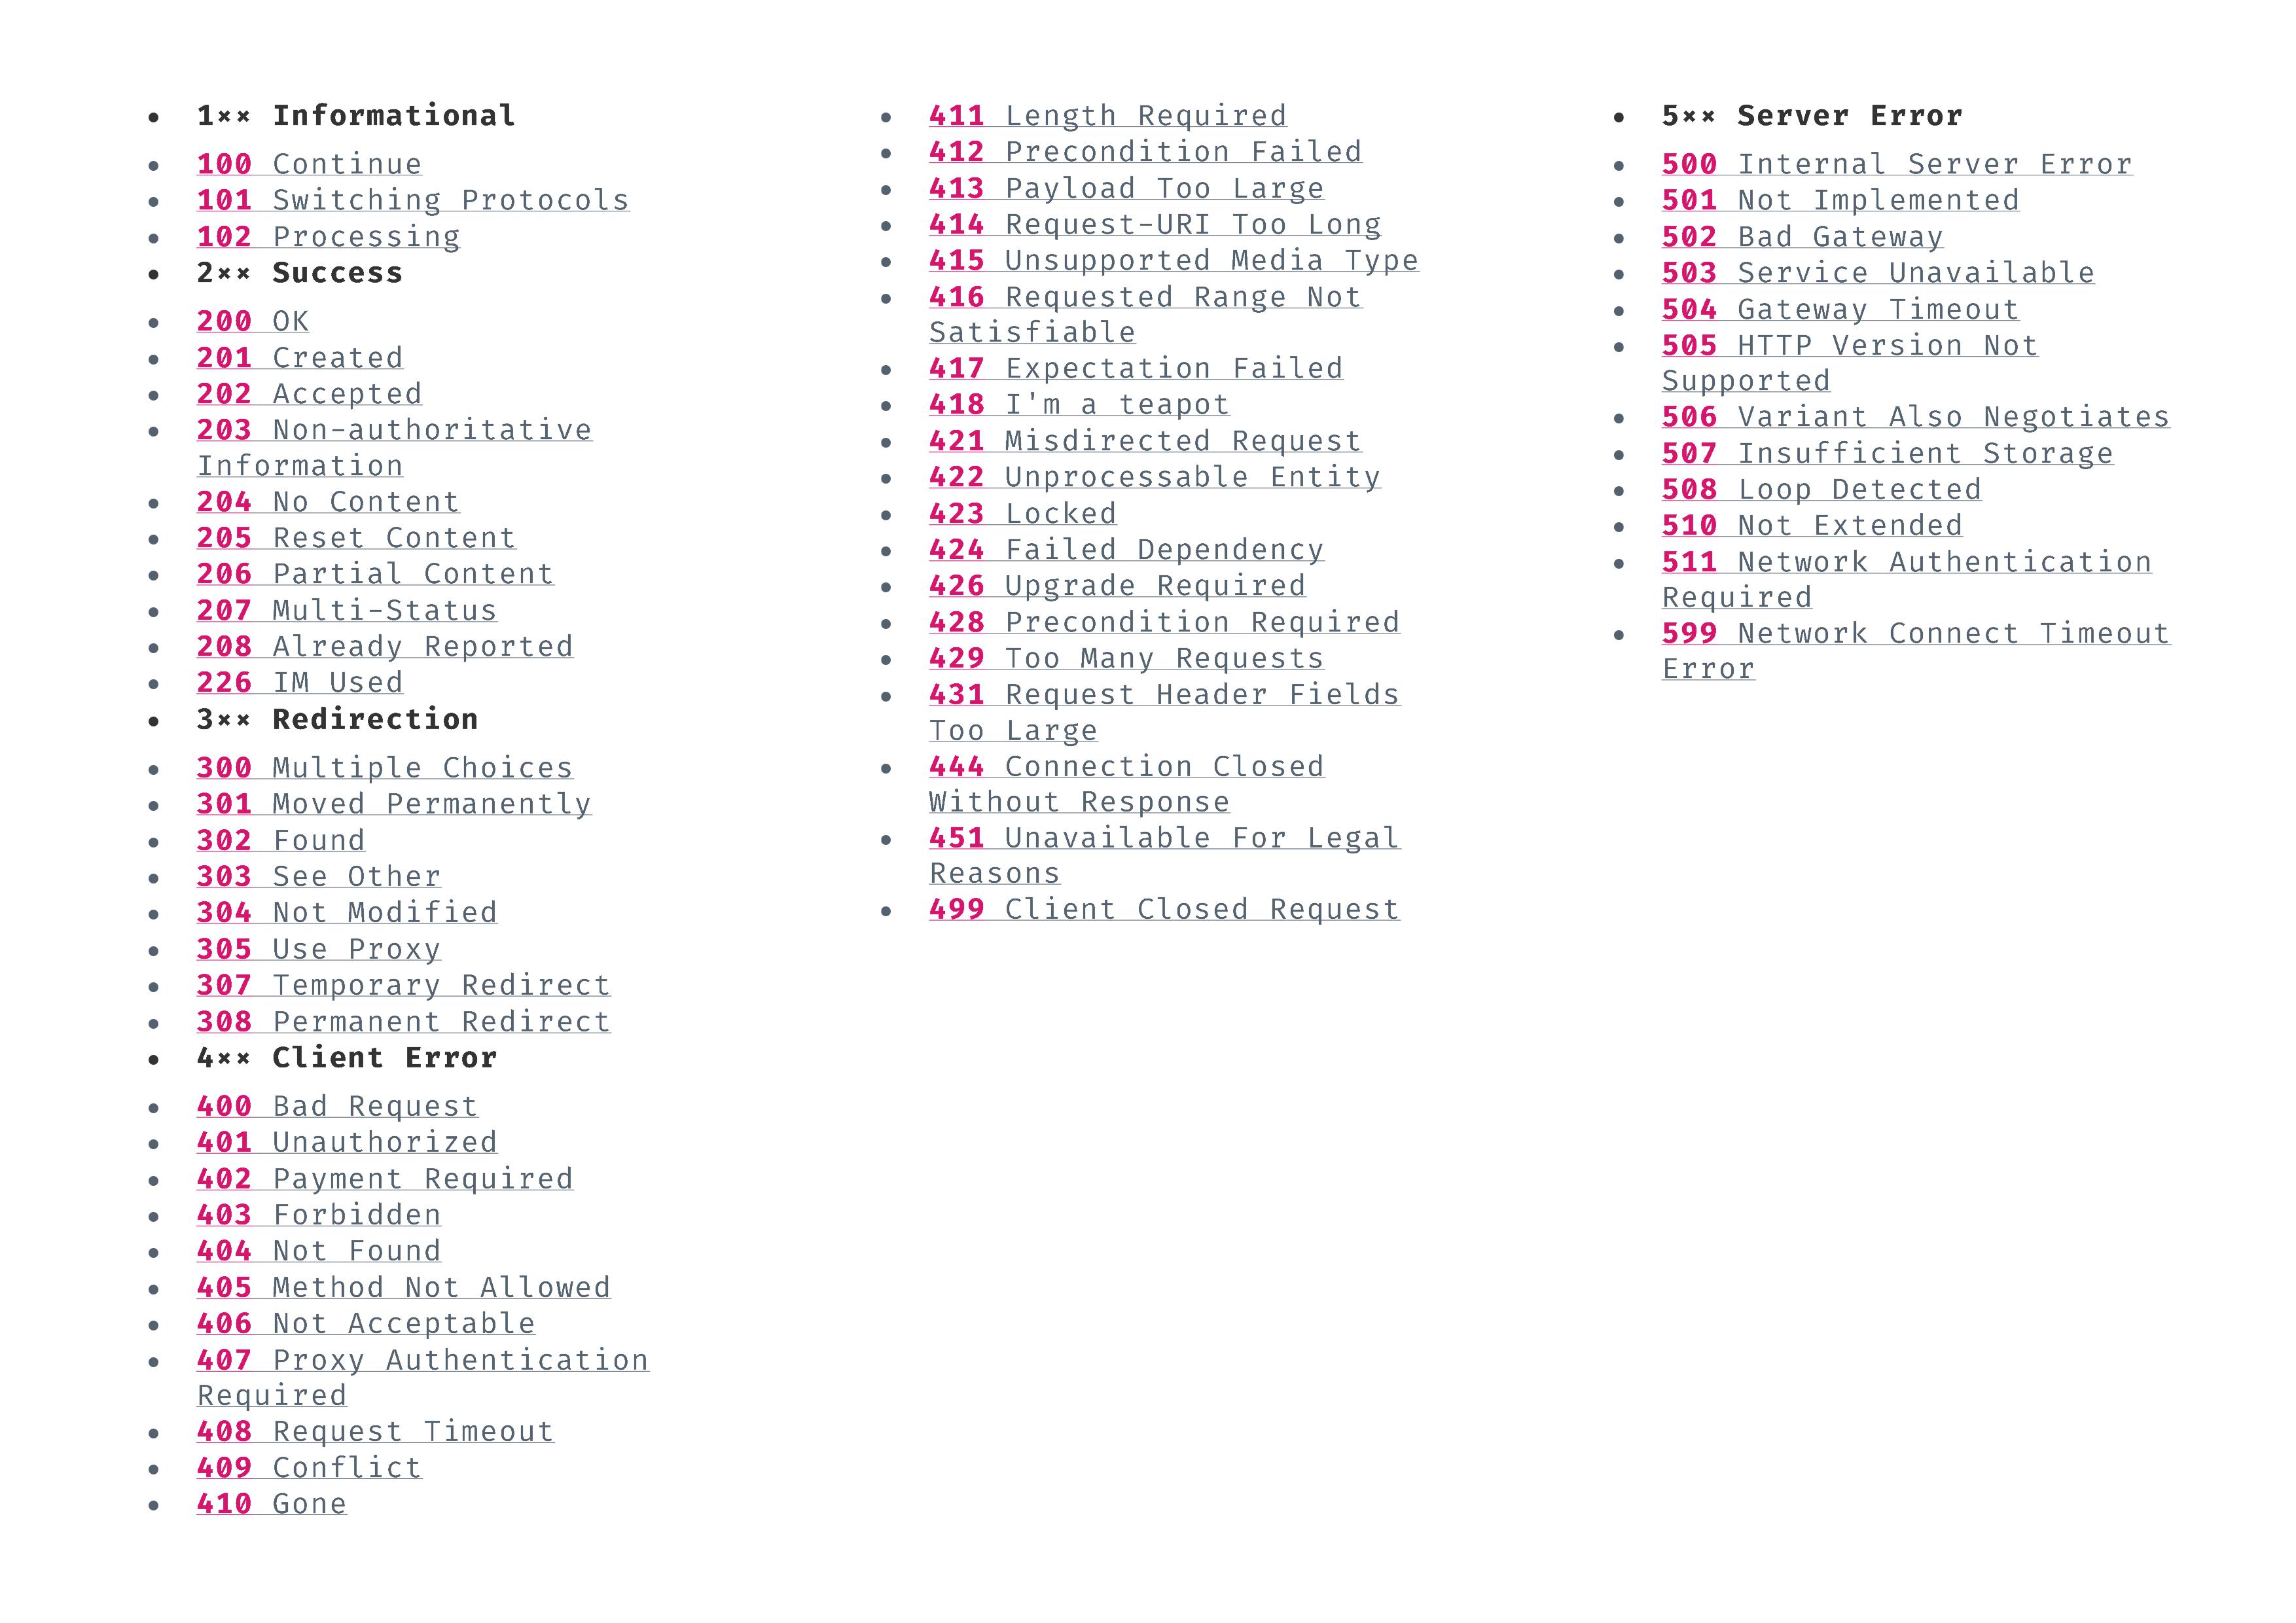 1×× Informational
100 Continue
101 Switching Protocols
102 Processing
2×× Success
200 OK
201 Created
202 Accepted
203 Non-authoritative
Information
204 No Content
205 Reset Content
206 Partial Content
207 Multi-Status
208 Already Reported
226 IM Used
3×× Redirection
300 Multiple Choices
301 Moved Permanently
302 Found
303 See Other
304 Not Modified
305 Use Proxy
307 Temporary Redirect
308 Permanent Redirect
4×× Client Error
400 Bad Request
401 Unauthorized
402 Payment Required
403 Forbidden
404 Not Found
405 Method Not Allowed
406 Not Acceptable
407 Proxy Authentication
Required
408 Request Timeout
409 Conflict
410 Gone
411 Length Required
412 Precondition Failed
413 Payload Too Large
414 Request-URI Too Long
415 Unsupported Media Type
416 Requested Range Not
Satisfiable
417 Expectation Failed
418 I'm a teapot
421 Misdirected Request
422 Unprocessable Entity
423 Locked
424 Failed Dependency
426 Upgrade Required
428 Precondition Required
429 Too Many Requests
431 Request Header Fields
Too Large
444 Connection Closed
Without Response
451 Unavailable For Legal
Reasons
499 Client Closed Request
5×× Server Error
500 Internal Server Error
501 Not Implemented
502 Bad Gateway
503 Service Unavailable
504 Gateway Timeout
505 HTTP Version Not
Supported
506 Variant Also Negotiates
507 Insufficient Storage
508 Loop Detected
510 Not Extended
511 Network Authentication
Required
599 Network Connect Timeout
Error